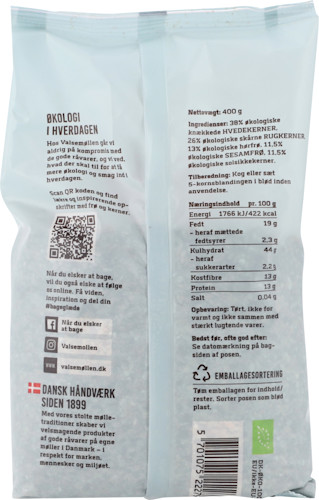 ØKOLOGI
I HVERDAGEN
Hos Valsemøllen går vi
aldrig på kompromis med
de gode råvarer, og vi ved,
hvad der skal til for at få
mere økologi og smag ind i
hverdagen.
Scan QR koden og find
lækre og inspirerende op-
skrifter med frø og kerner.
Når du elsker at bage,
vil du også elske at følge
os online. Få viden,
inspiration og del din
#bageglæde
Når du elsker
at bage
Valsemollen
www.valsemollen.dk
DANSK HÅNDVÆRK
SIDEN 1899
Med vores stolte mølle-
traditioner skaber vi
velsmagende produkter
af gode råvarer på egne
møller i Danmark – i
respekt for marken,
mennesker og miljøet.
Nettovægt: 400 g
Ingredienser: 38% økologiske
knækkede HVEDEKERNER,
26% økologiske skårne RUGKERNER,
13% økologiske hørfrø, 11,5%
økologiske SESAMFRØ, 11,5%
økologiske solsikkekerner.
Tilberedning: Kog eller sæt
5-kornsblandingen i blød inden
anvendelse.
Næringsindhold pr. 100 g
Energi 1766 kJ/422 kcal
Fedt 19 g
- heraf mættede
fedtsyrer 2,3 g
Kulhydrat 44 g
- heraf
sukkerarter 2,2 g
Kostfibre 13 g
Protein 13 g
Salt 0,04 g
Opbevaring: Tørt, ikke for
varmt og ikke sammen med
stærkt lugtende varer.
Bedst før, ofte god efter:
Se datomærkning på bag-
siden af posen.
EMBALLAGESORTERING
Tøm emballagen for indhold/
rester. Sorter posen som blød
plast.